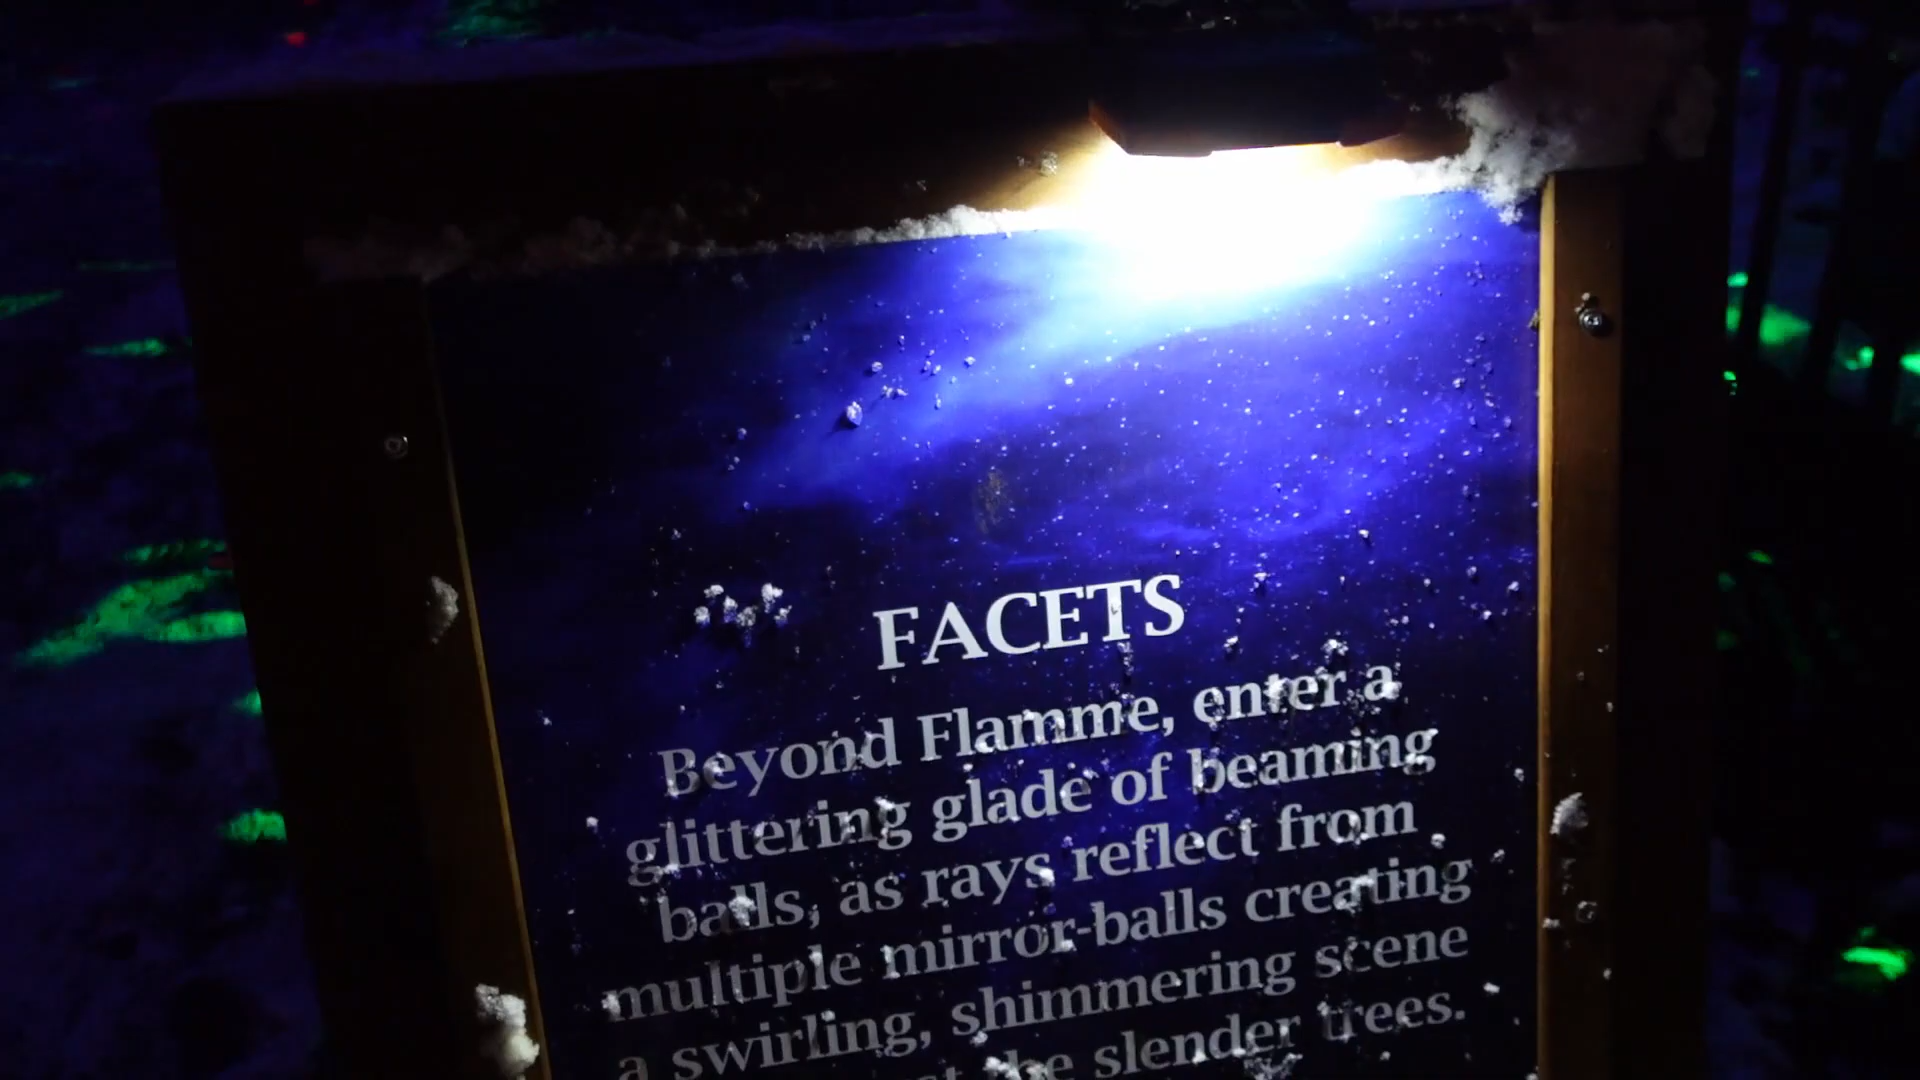 FACETS
Beyond Flamme, enter a
glittering glade of beaming
balls, as rays reflect from
multiple mirror-balls creating
a swirling, shimmering scene
slender trees.